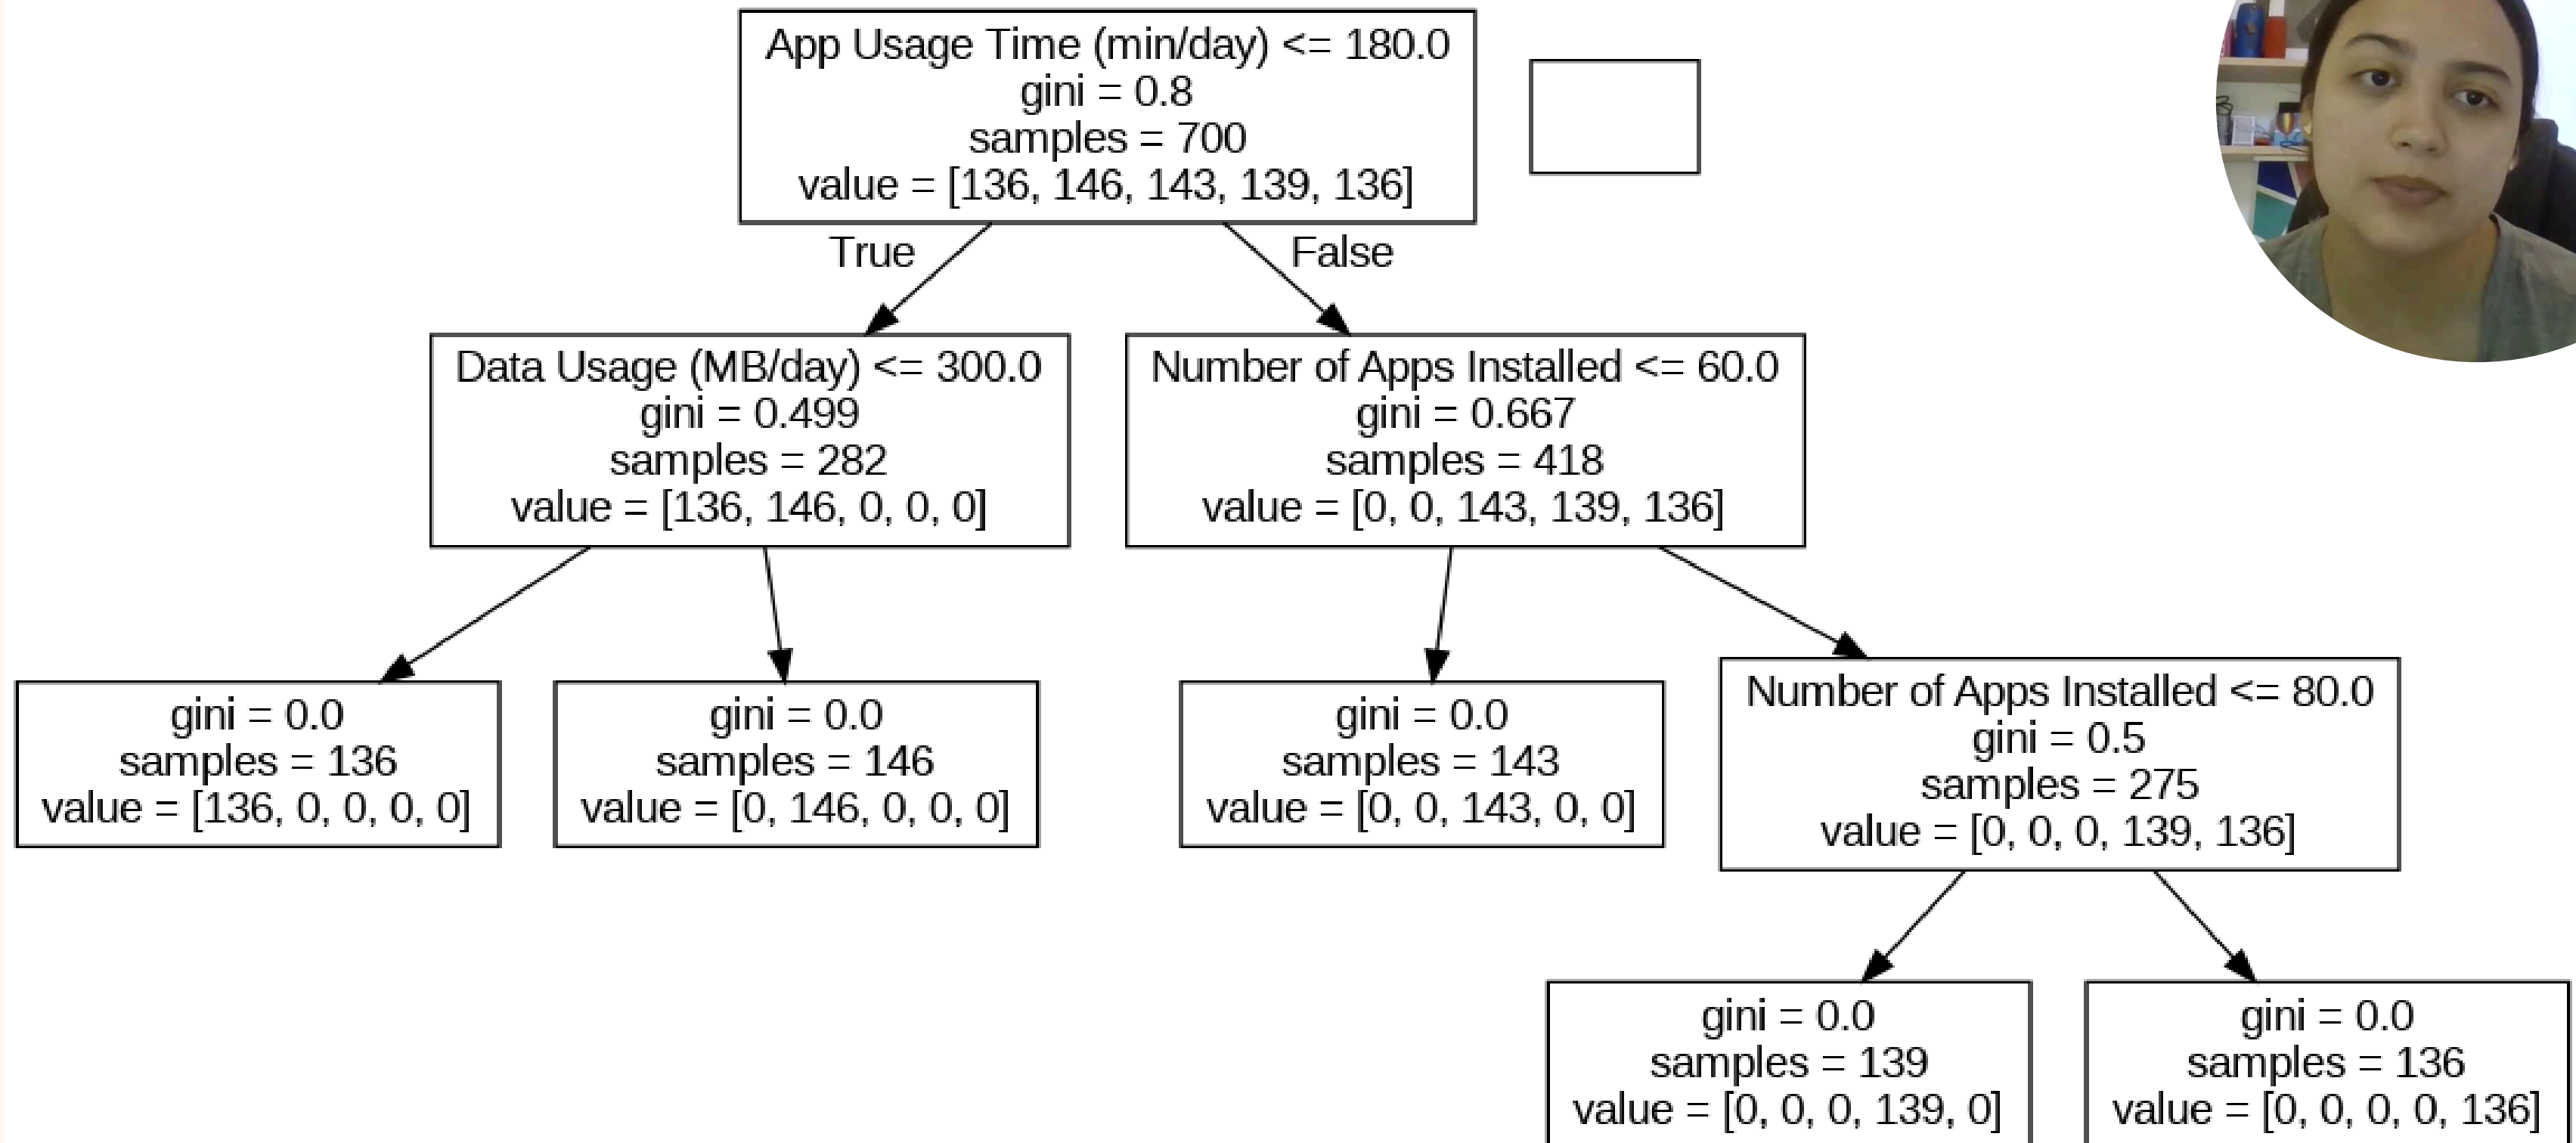 App Usage Time (min/day) <= 180.0
gini = 0.8
samples = 700
value = [136, 146, 143, 139, 136]
True
False
Data Usage (MB/day) <= 300.0
gini = 0.499
samples = 282
value = [136, 146, 0, 0, 0]
Number of Apps Installed <= 60.0
gini = 0.667
samples = 418
value = [0, 0, 143, 139, 136]
gini = 0.0
samples = 136
value = [136, 0, 0, 0, 0]
gini = 0.0
samples = 146
value = [0, 146, 0, 0, 0]
gini = 0.0
samples = 143
value = [0, 0, 143, 0, 0]
Number of Apps Installed <= 80.0
gini = 0.5
samples = 275
value = [0, 0, 0, 139, 136]
gini = 0.0
samples = 139
value = [0, 0, 0, 139, 0]
gini = 0.0
samples = 136
value = [0, 0, 0, 0, 136]